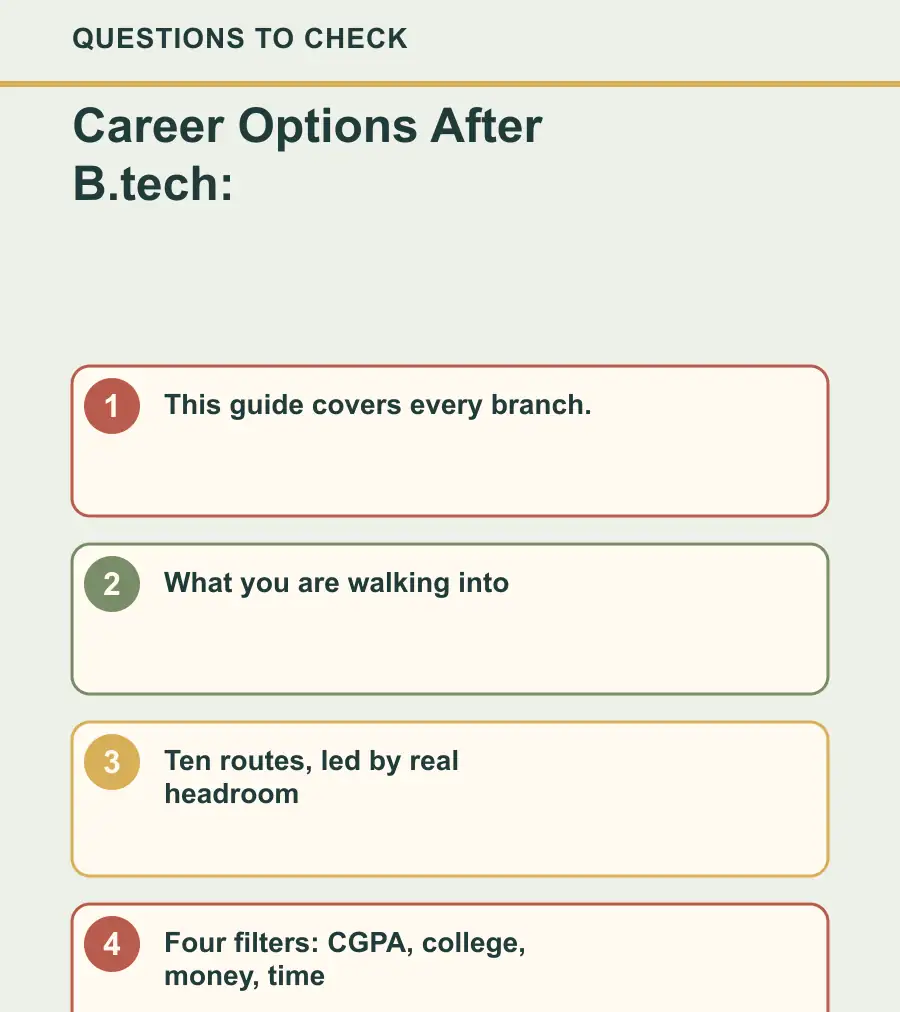 QUESTIONS TO CHECK
Career Options After
B.tech:
1
This guide covers every branch.
2
What you are walking into
3
Ten routes, led by real
headroom
4
Four filters: CGPA, college,
money, time